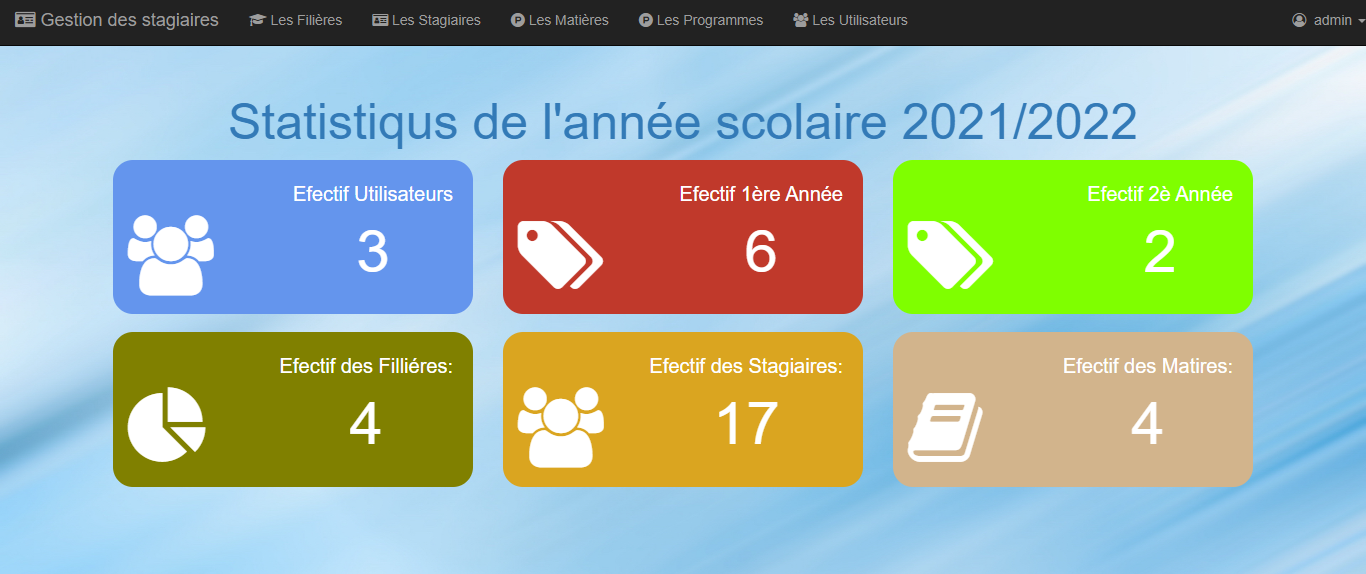 Gestion des stagiaires Les Filières Les Stagiaires Les Matières Les Programmes Les Utilisateurs admin
Statistiqus de l'année scolaire 2021/2022
Efectif Utilisateurs
3
Efectif 1ère Année
6
Efectif 2è Année
2
Efectif des Filliéres:
4
Efectif des Stagiaires:
17
Efectif des Matires:
4